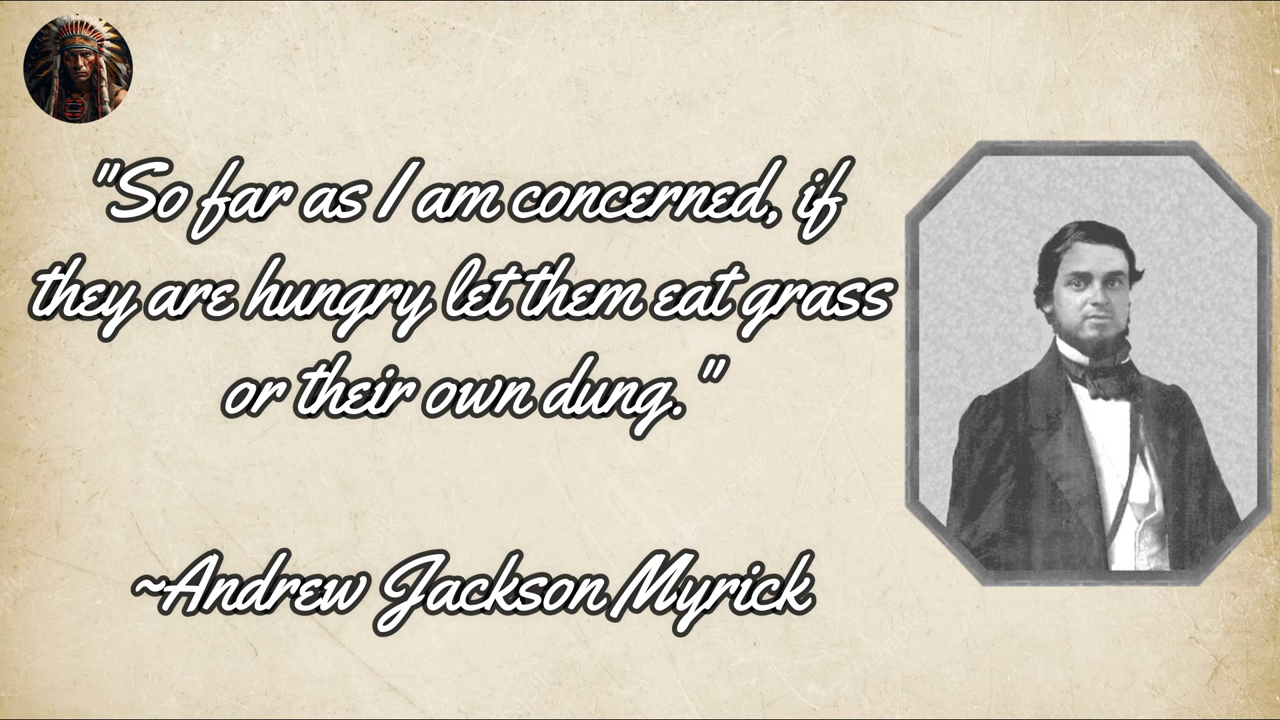 "So far as I am concerned, if
they are hungry let them eat grass
or their own dung."
~Andrew Jackson Myrick